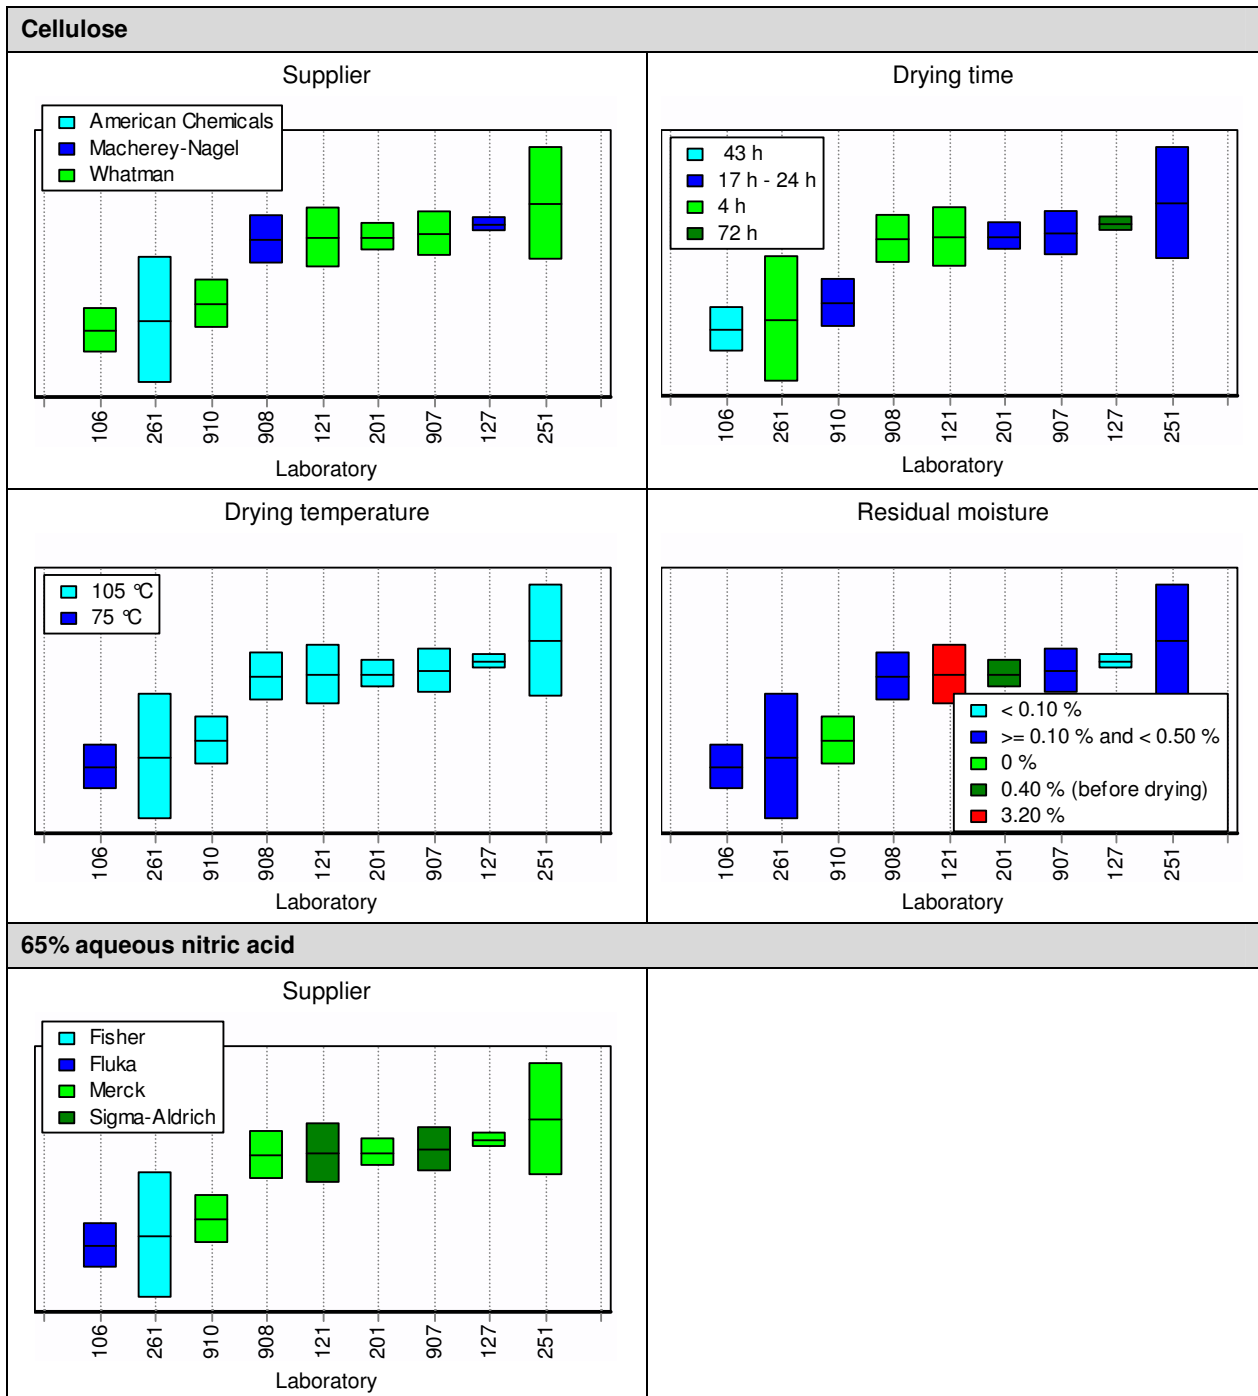 Cellulose
Supplier
American Chemicals
Macherey-Nagel
Whatman
106 261 910 908 121 201 907 127 251
Laboratory
Drying time
43 h
17 h - 24 h
4 h
72 h
106 261 910 908 121 201 907 127 251
Laboratory
Drying temperature
105 °C
75 °C
106 261 910 908 121 201 907 127 251
Laboratory
Residual moisture
< 0.10 %
>= 0.10 % and < 0.50 %
0 %
0.40 % (before drying)
3.20 %
106 261 910 908 121 201 907 127 251
Laboratory
65% aqueous nitric acid
Supplier
Fisher
Fluka
Merck
Sigma-Aldrich
106 261 910 908 121 201 907 127 251
Laboratory